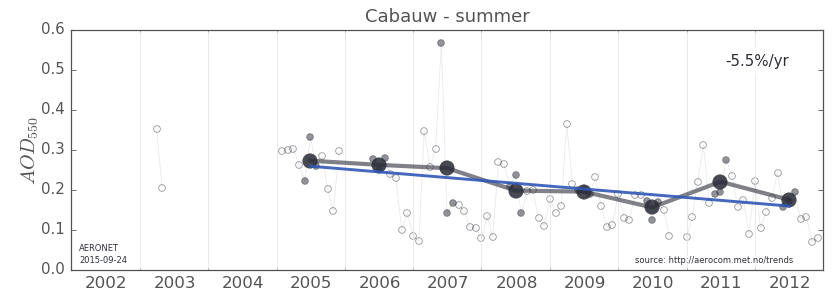 Cabauw - summer
0.6
0.5
0.4
0.3
0.2
0.1
0.0
AOD550
-5.5%/yr
AERONET
2015-09-24
source: http://aerocom.met.no/trends
2002 2003 2004 2005 2006 2007 2008 2009 2010 2011 2012